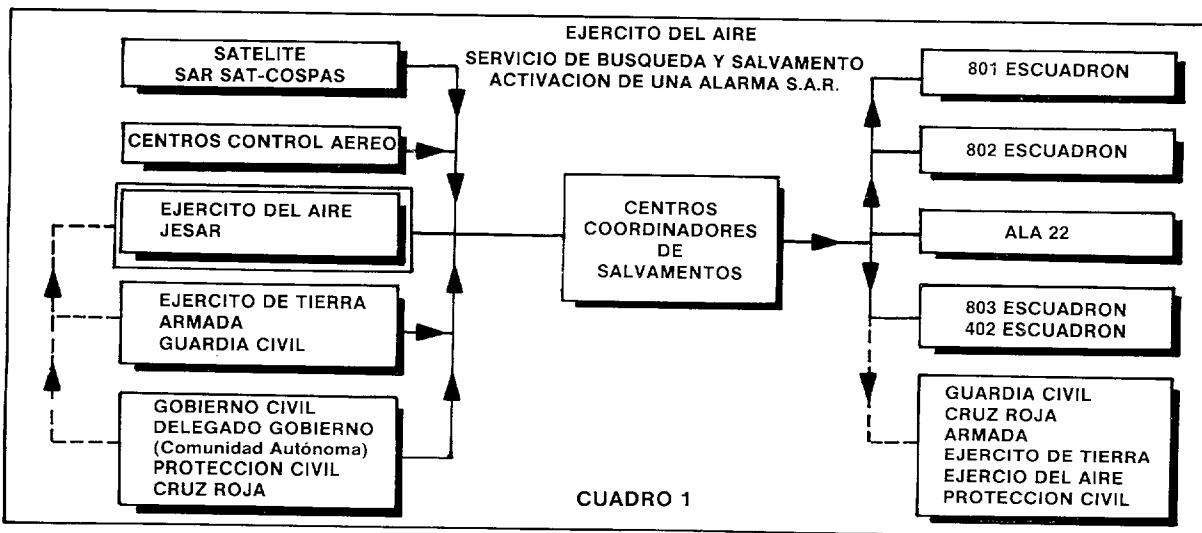 EJERCITO DEL AIRE
SERVICIO DE BUSQUEDA Y SALVAMENTO
ACTIVACION DE UNA ALARMA S.A.R.
SATELITE
SAR SAT-COSPAS
CENTROS CONTROL AEREO
EJERCITO DEL AIRE
JESAR
EJERCITO DE TIERRA
ARMADA
GUARDIA CIVIL
GOBIERNO CIVIL
DELEGADO GOBIERNO
(Comunidad Autónoma)
PROTECCION CIVIL
CRUZ ROJA
CENTROS
COORDINADORES
DE
SALVAMENTOS
801 ESCUADRON
802 ESCUADRON
ALA 22
803 ESCUADRON
402 ESCUADRON
GUARDIA CIVIL
CRUZ ROJA
ARMADA
EJERCITO DE TIERRA
EJERCIO DEL AIRE
PROTECCION CIVIL
CUADRO 1